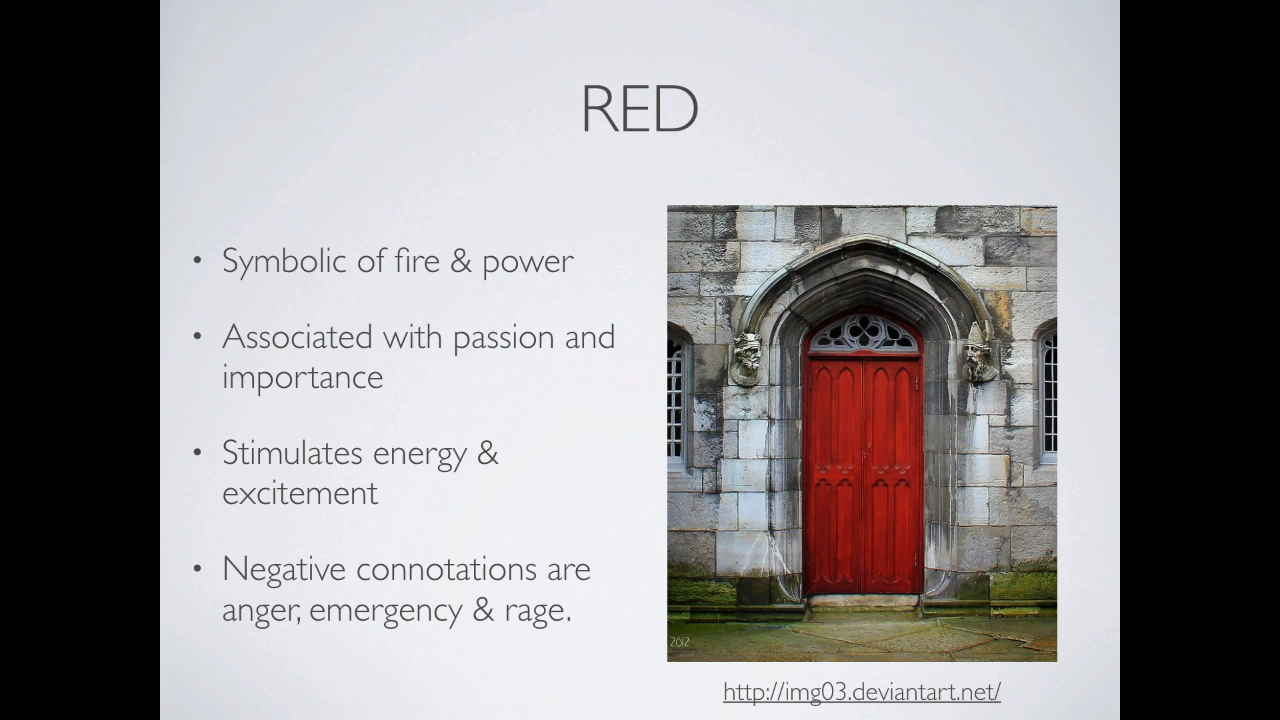 RED
• Symbolic of fire & power
• Associated with passion and
importance
• Stimulates energy &
excitement
• Negative connotations are
anger, emergency & rage.
2012
http://img03.deviantart.net/